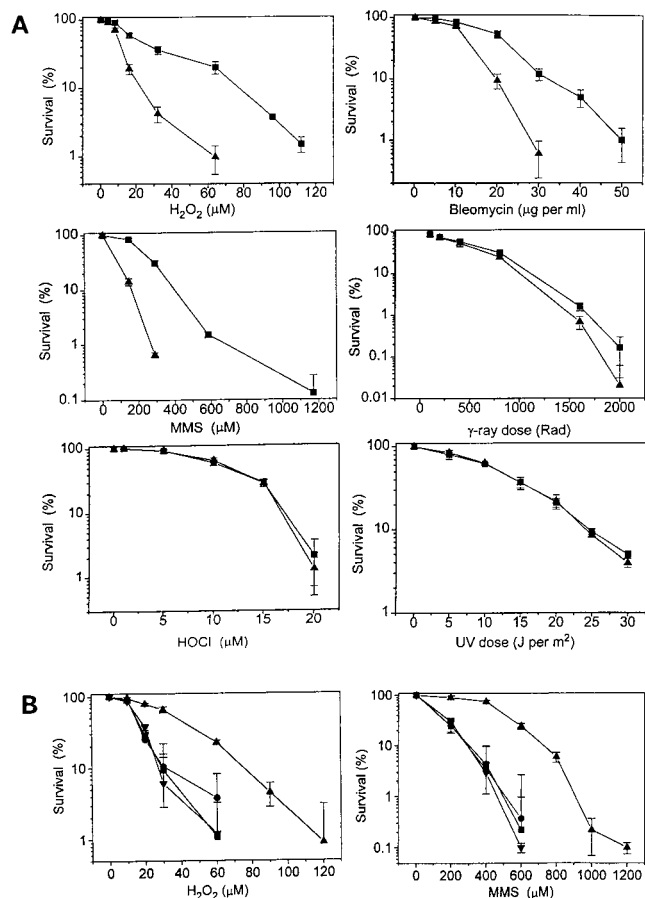 A
Survival (%)
100
10
1
0 20 40 60 80 100 120
H₂O₂ (μM)
Survival (%)
100
10
1
0 10 20 30 40 50
Bleomycin (μg per ml)
Survival (%)
100
10
1
0.1
0 200 400 600 800 1000 1200
MMS (μM)
Survival (%)
100
10
1
0.1
0.01
0 500 1000 1500 2000
γ-ray dose (Rad)
Survival (%)
100
10
1
0 5 10 15 20
HOCl (μM)
Survival (%)
100
10
1
0 5 10 15 20 25 30
UV dose (J per m²)
B
Survival (%)
100
10
1
0 20 40 60 80 100 120
H₂O₂ (μM)
Survival (%)
100
10
1
0.1
0 200 400 600 800 1000 1200
MMS (μM)